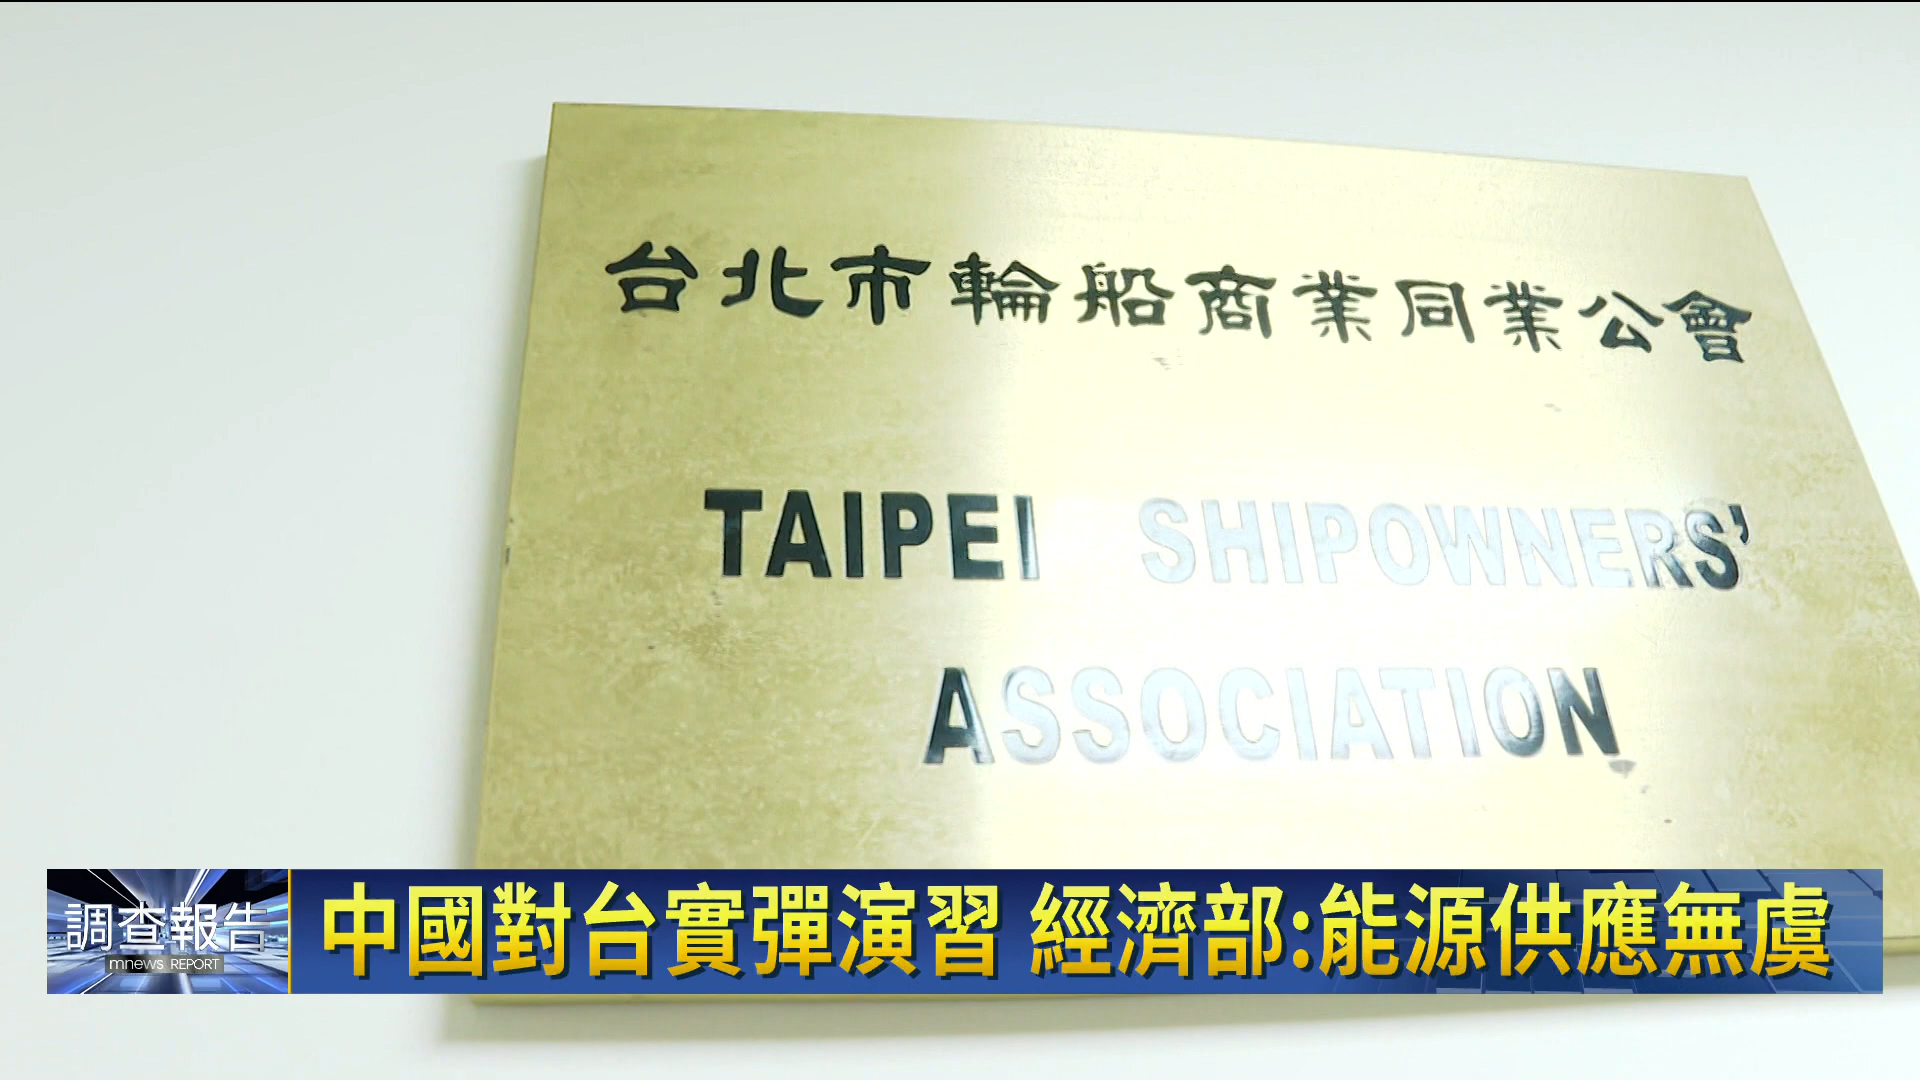 台北市輪船商業同業公會
TAIPEI SHIPOWNERS'
ASSOCIATION
調查報告
mnews REPORT
中國對台實彈演習 經濟部:能源供應無虞